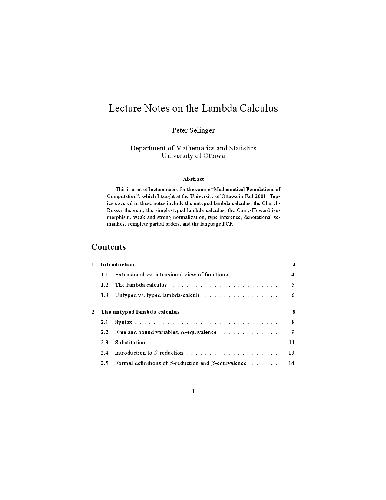 Lecture Notes on the Lambda Calculus
Peter Selinger
Department of Mathematics and Statistics
University of Ottawa
Abstract
This is a set of lecture notes for the course "Mathematical Foundations of
Computation", which I taught at the University of Ottawa in Fall 2001. Top-
ics covered in these notes include the untyped lambda calculus, the Church-
Rosser theorem, the simply-typed lambda calculus, the Curry-Howard iso-
morphism, weak and strong normalization, type inference, denotational se-
mantics, complete partial orders, and the language PCF.
Contents
1 Introduction
1.1 Extensional vs. intensional view of functions 4
1.2 The lambda calculus 5
1.3 Untyped vs. typed lambda-calculi 6
2 The untyped lambda calculus 8
2.1 Syntax 8
2.2 Free and bound variables, α-equivalence
2.3 Substitution 11
2.4 Introduction to β-reduction 13
2.5 Formal definitions of β-reduction and β-equivalence 14
1